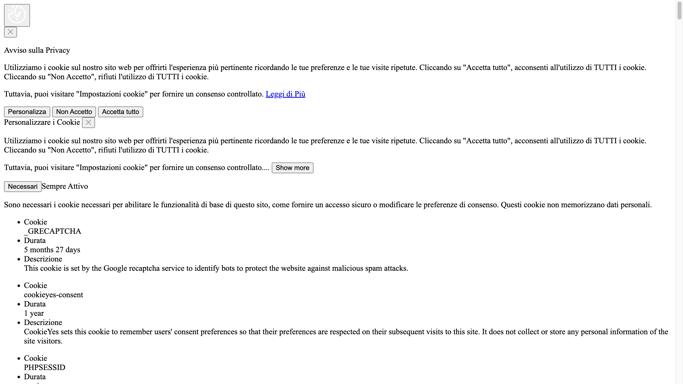 Avviso sulla Privacy
Utilizziamo i cookie sul nostro sito web per offrirti l'esperienza più pertinente ricordando le tue preferenze e le tue visite ripetute. Cliccando su "Accetta tutto", acconsenti all'utilizzo di TUTTI i cookie.
Cliccando su "Non Accetto", rifiuti l'utilizzo di TUTTI i cookie.
Tuttavia, puoi visitare "Impostazioni cookie" per fornire un consenso controllato. Leggi di Più
Personalizza Non Accetto Accetta tutto
Personalizzare i Cookie
Utilizziamo i cookie sul nostro sito web per offrirti l'esperienza più pertinente ricordando le tue preferenze e le tue visite ripetute. Cliccando su "Accetta tutto", acconsenti all'utilizzo di TUTTI i cookie.
Cliccando su "Non Accetto", rifiuti l'utilizzo di TUTTI i cookie.
Tuttavia, puoi visitare "Impostazioni cookie" per fornire un consenso controllato.... Show more
Necessari Sempre Attivo
Sono necessari i cookie necessari per abilitare le funzionalità di base di questo sito, come fornire un accesso sicuro o modificare le preferenze di consenso. Questi cookie non memorizzano dati personali.
Cookie
_GRECAPTCHA
Durata
5 months 27 days
Descrizione
This cookie is set by the Google recaptcha service to identify bots to protect the website against malicious spam attacks.
Cookie
cookieyes-consent
Durata
1 year
Descrizione
CookieYes sets this cookie to remember users' consent preferences so that their preferences are respected on their subsequent visits to this site. It does not collect or store any personal information of the
site visitors.
Cookie
PHPSESSID
Durata